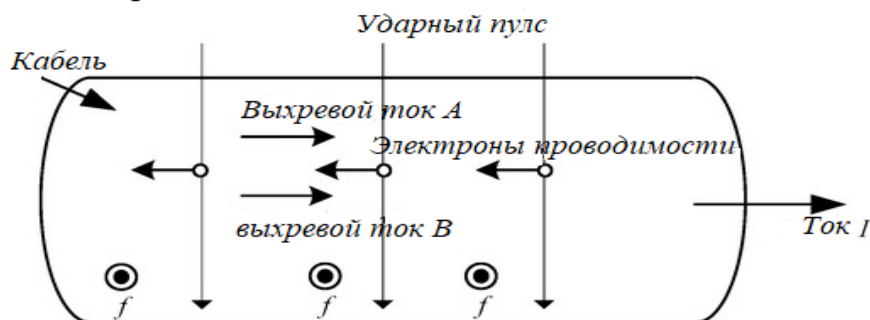 Ударный пулс
Кабель
Выхревой ток А
Электроны проводимости
выхревой ток В
Ток I
f f f